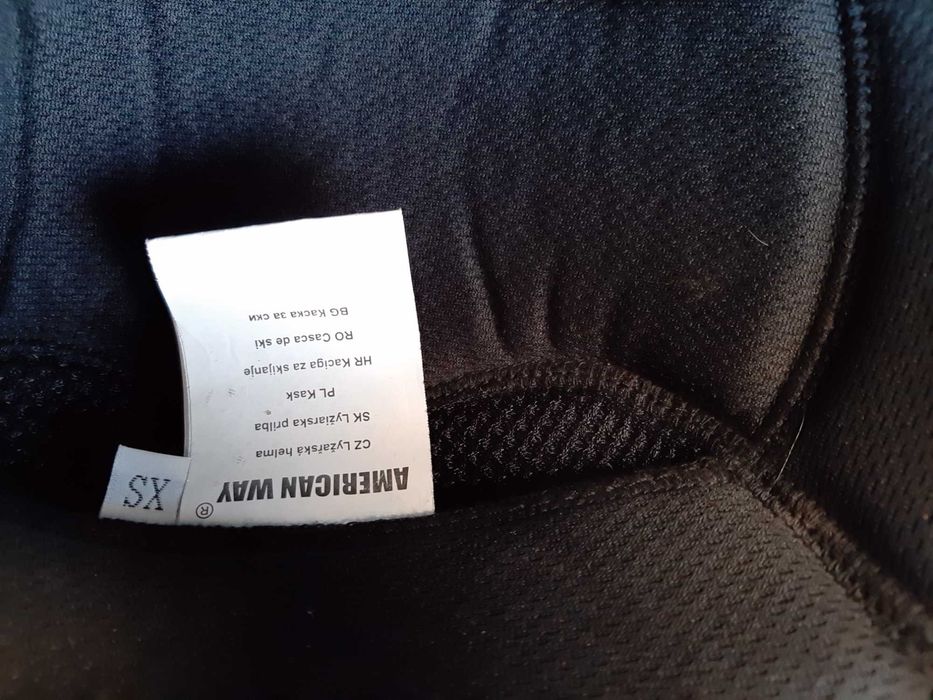 AMERICAN WAY ®
CZ Lyžařská helma
SK Lyžiarska prilba
PL Kask
HR Kaciga za skijanje
RO Casca de ski
BG Каска за ски
XS